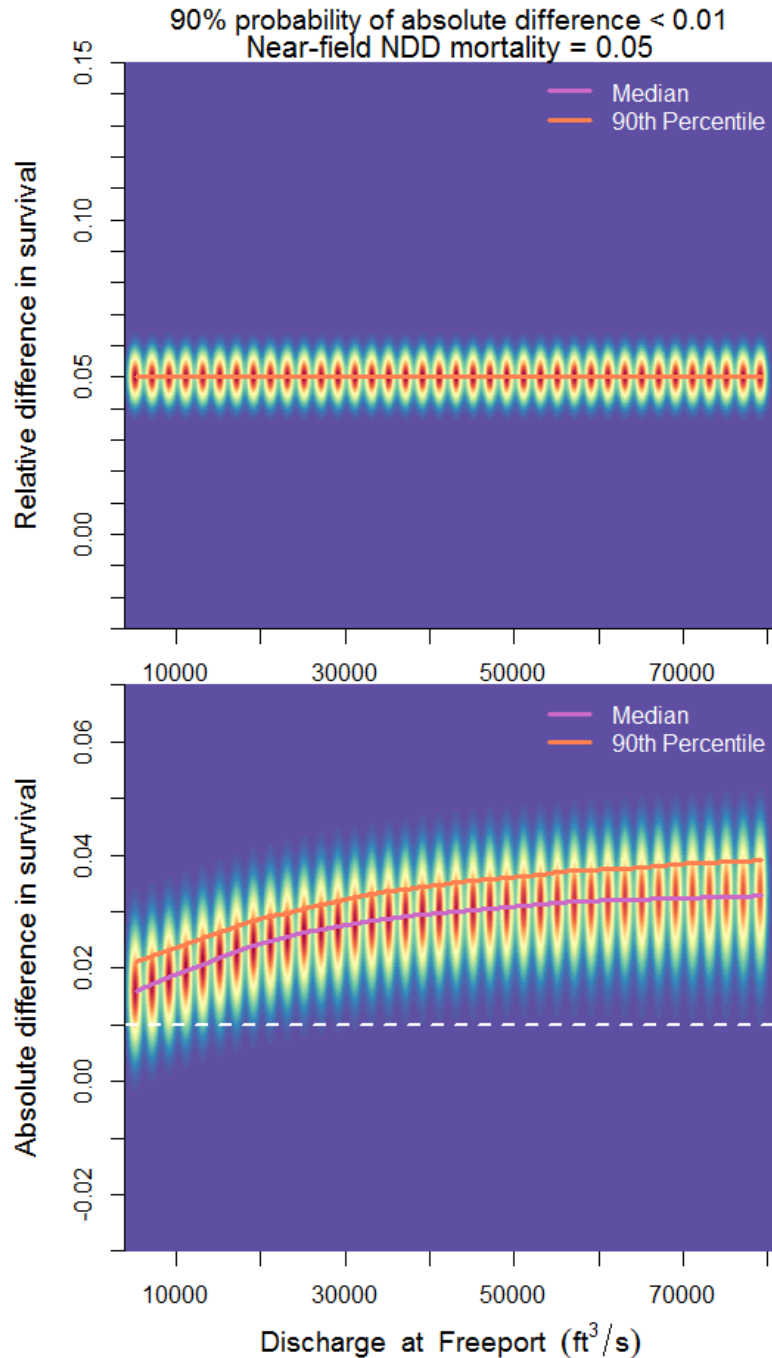 90% probability of absolute difference < 0.01
Near-field NDD mortality = 0.05
Median
90th Percentile
Relative difference in survival
0.15
0.10
0.05
0.00
10000 30000 50000 70000
Median
90th Percentile
Absolute difference in survival
0.06
0.04
0.02
0.00
-0.02
10000 30000 50000 70000
Discharge at Freeport (ft³/s)